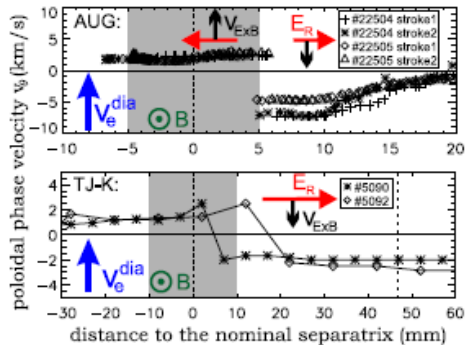 AUG:
V_ExB
E_R
#22504 stroke1
#22504 stroke2
#22505 stroke1
#22505 stroke2
5
0
-5
-10
V_e^dia
B
-10 -5 0 5 10 15 20
poloidal phase velocity v_θ (km/s)
TJ-K:
E_R
V_ExB
#5090
#5092
4
2
0
-2
-4
V_e^dia
B
-30 -20 -10 0 10 20 30 40 50 60
distance to the nominal separatrix (mm)